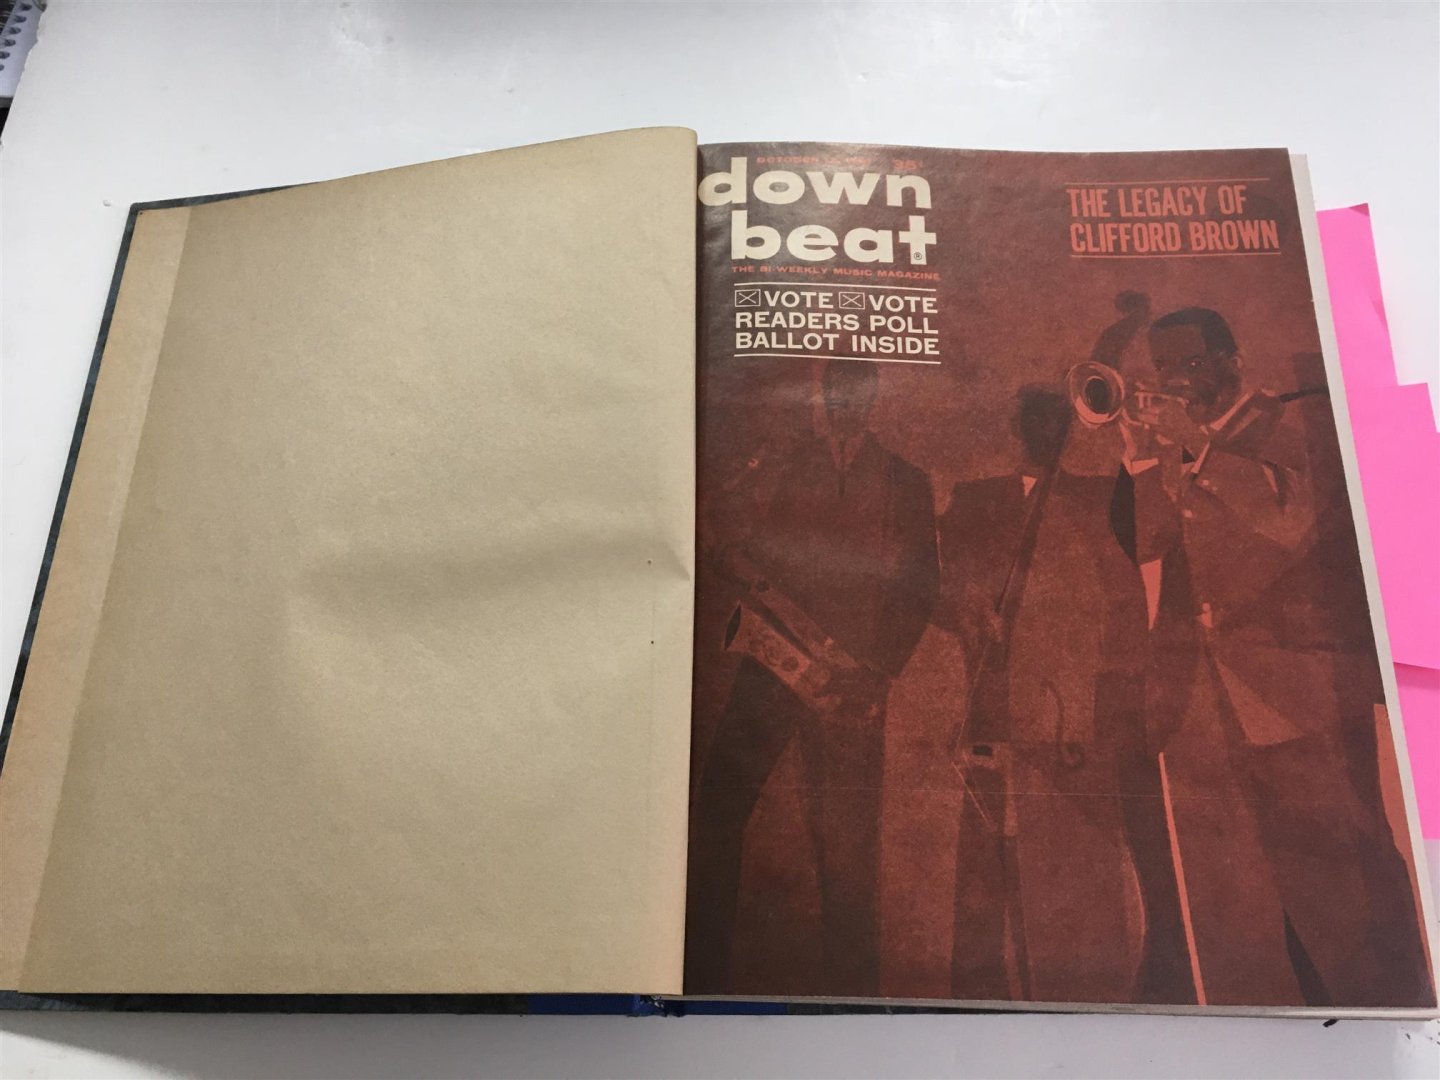 OCTOBER 35¢
down
beat®
THE BI-WEEKLY MUSIC MAGAZINE
VOTE VOTE
READERS POLL
BALLOT INSIDE
THE LEGACY OF
CLIFFORD BROWN